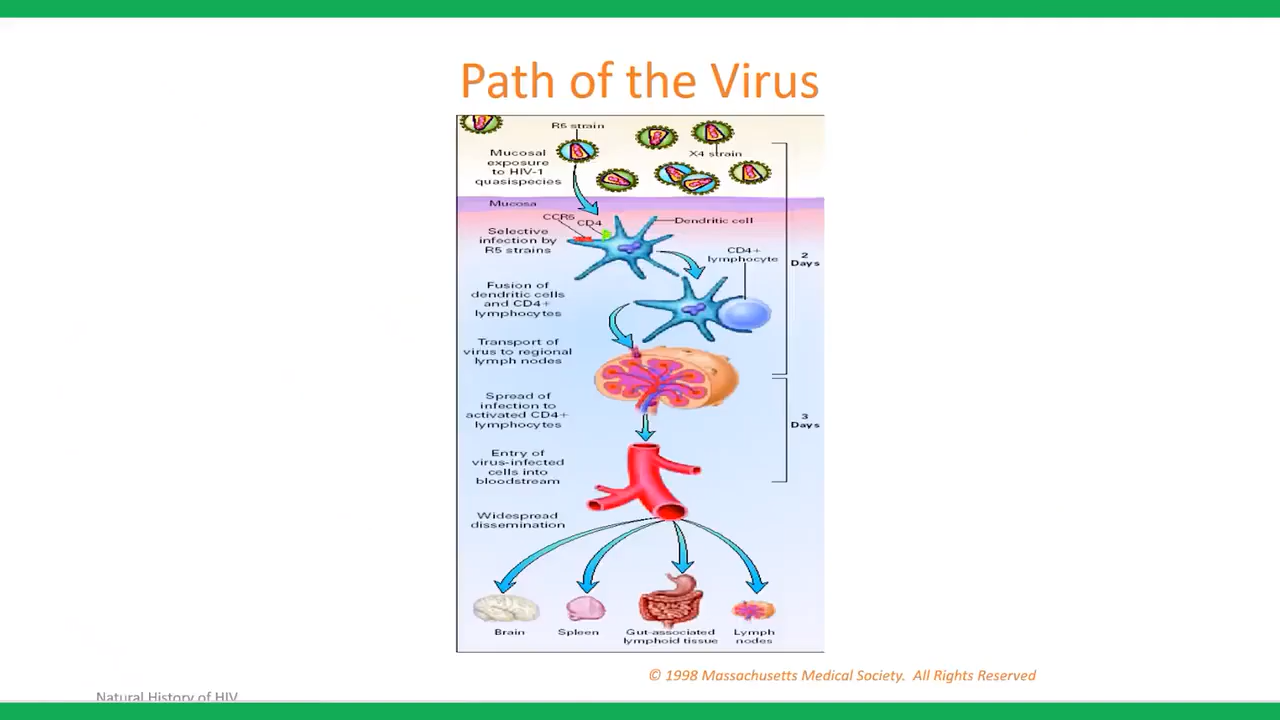 Path of the Virus
R5 strain
X4 strain
Mucosal
exposure
to HIV-1
quasispecies
Mucosa
CCR5
CD4
Dendritic cell
Selective
infection by
R5 strains
CD4+
lymphocyte
2
Days
Fusion of
dendritic cells
and CD4+
lymphocytes
Transport of
virus to regional
lymph nodes
Spread of
infection to
activated CD4+
lymphocytes
3
Days
Entry of
virus-infected
cells into
bloodstream
Widespread
dissemination
Brain
Spleen
Gut-associated
lymphoid tissue
Lymph
nodes
© 1998 Massachusetts Medical Society. All Rights Reserved
Natural History of HIV